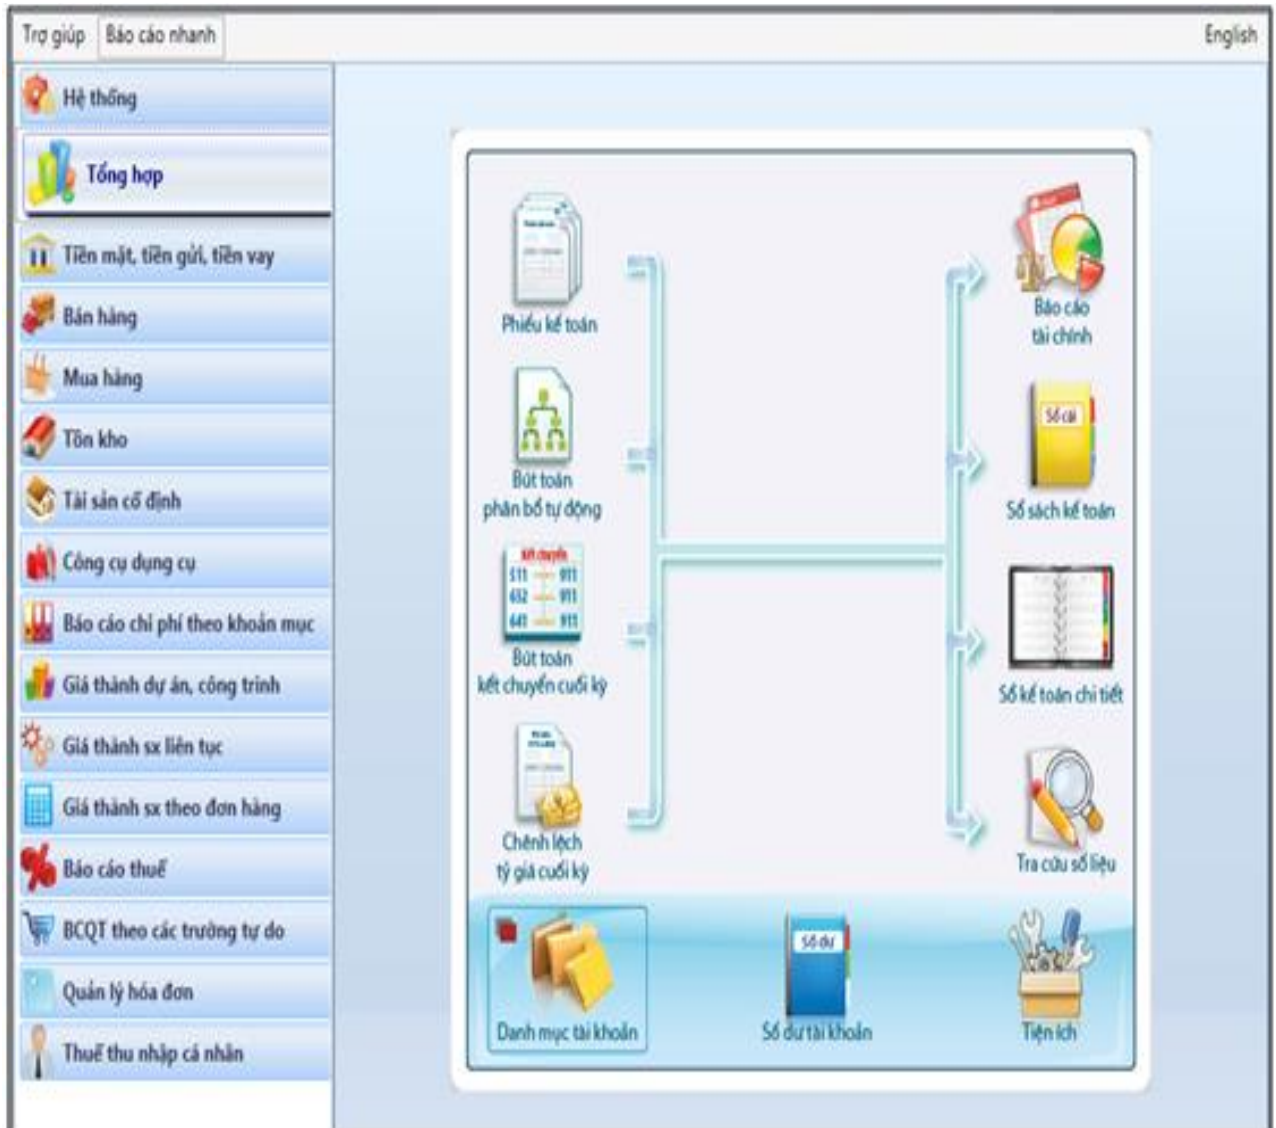 Trợ giúp
Báo cáo nhanh
English
Hệ thống
Tổng hợp
Tiền mặt, tiền gửi, tiền vay
Bán hàng
Mua hàng
Tồn kho
Tài sản cố định
Công cụ dụng cụ
Báo cáo chi phí theo khoản mục
Giá thành dự án, công trình
Giá thành sx liên tục
Giá thành sx theo đơn hàng
Báo cáo thuế
BCQT theo các trường tự do
Quản lý hóa đơn
Thuế thu nhập cá nhân
Phiếu kế toán
Bút toán
phân bổ tự động
Kết chuyển
511 911
632 911
641 911
Bút toán
kết chuyển cuối kỳ
Chênh lệch
tỷ giá cuối kỳ
Báo cáo
tài chính
Sổ cái
Sổ sách kế toán
Sổ kế toán chi tiết
Tra cứu số liệu
Danh mục tài khoản
Số dư
Số dư tài khoản
Tiện ích